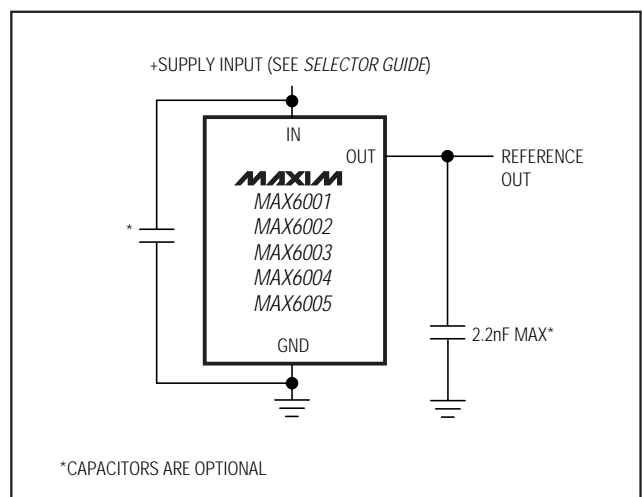 +SUPPLY INPUT (SEE SELECTOR GUIDE)
IN
OUT
REFERENCE
OUT
MAXIM
MAX6001
MAX6002
MAX6003
MAX6004
MAX6005
*
2.2nF MAX*
GND
*CAPACITORS ARE OPTIONAL